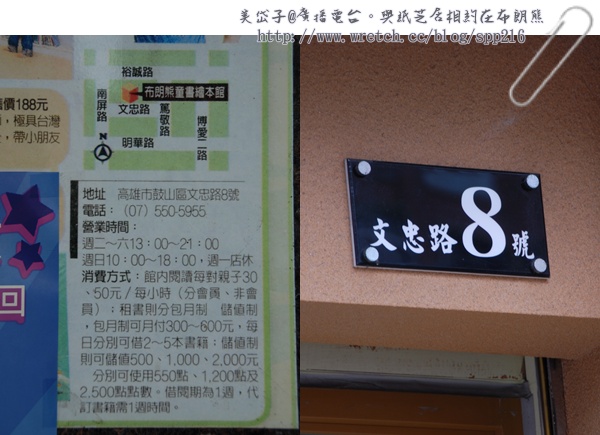 美岱子@廣播電台。與紙芝居相約在布朗熊
http://www.wretch.cc/blog/spp216
價188元
，極具台灣
，帶小朋友
裕誠路
南屏路
布朗熊童書繪本館
文忠路
篤敬路
博愛二路
N
明華路
地址 高雄市鼓山區文忠路8號
電話：（07）550-5955
營業時間：
週二～六13：00～21：00
週日10：00～18：00，週一店休
消費方式：館內閱讀每對親子30
、50元／每小時（分會員、非會
員）；租書則分包月制、儲值制
，包月制可月付300～600元，每
日分別可借2～5本書籍；儲值制
則可儲值500、1,000、2,000元
，分別可使用550點、1,200點及
2,500點點數。借閱期為1週，代
訂書籍需1週時間。
回
文忠路8號